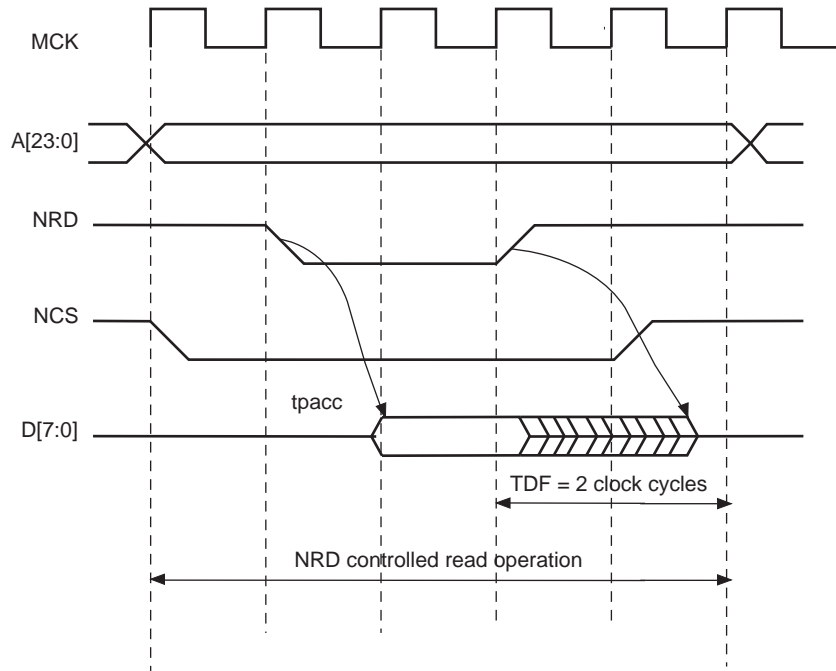 MCK
A[23:0]
NRD
NCS
tpacc
D[7:0]
TDF = 2 clock cycles
NRD controlled read operation